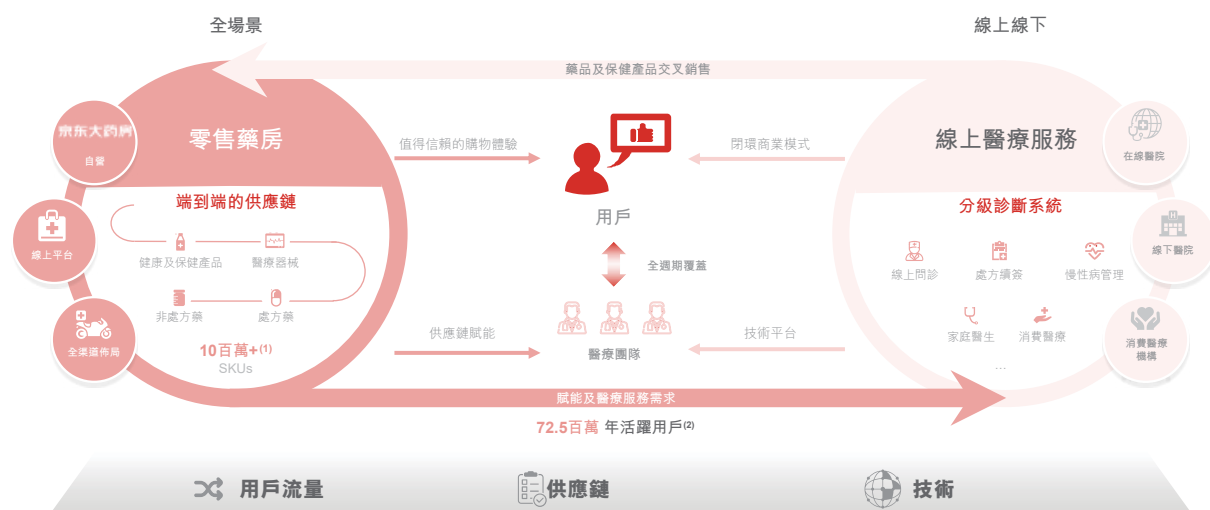 全場景
線上線下
藥品及保健產品交叉銷售
京东大药房
自營
零售藥房
值得信賴的購物體驗
閉環商業模式
線上醫療服務
在線醫院
端到端的供應鏈
用戶
分級診斷系統
線上平台
健康及保健產品
醫療器械
全週期覆蓋
線上問診
處方續簽
慢性病管理
線下醫院
非處方藥
處方藥
供應鏈賦能
技術平台
家庭醫生
消費醫療
全渠道佈局
10百萬+(1)
SKUs
醫療團隊
...
消費醫療
機構
賦能及醫療服務需求
72.5百萬 年活躍用戶(2)
用戶流量
供應鏈
技術